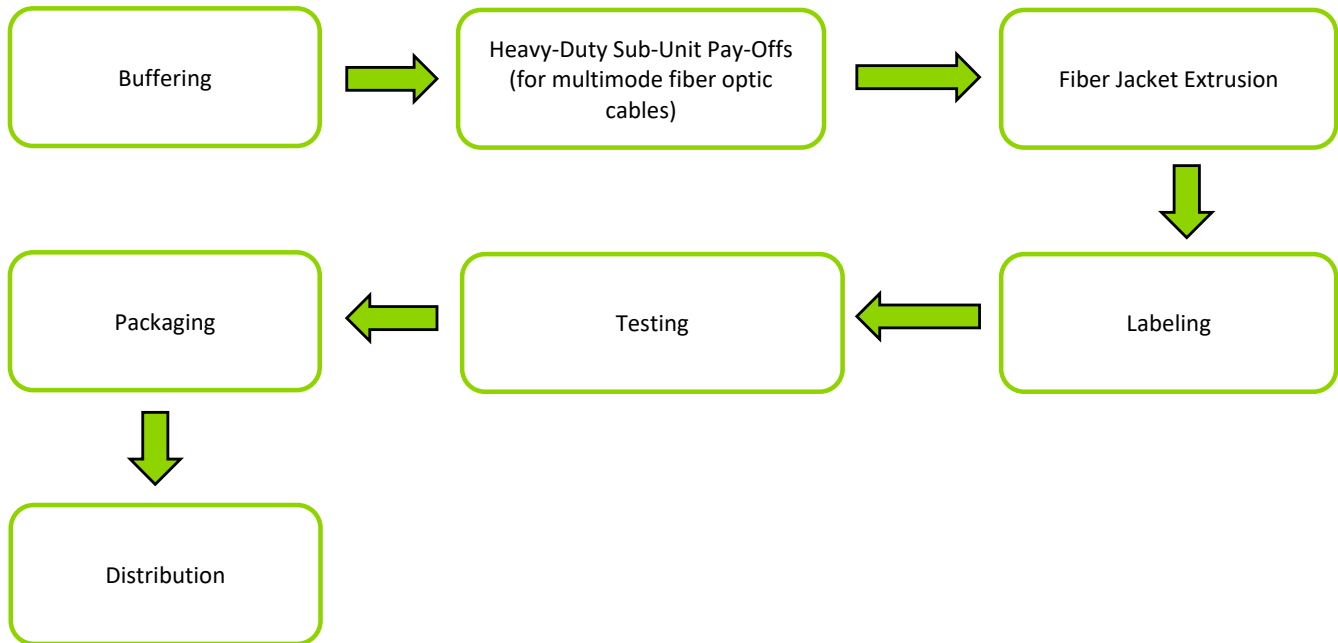 Buffering
Heavy-Duty Sub-Unit Pay-Offs
(for multimode fiber optic
cables)
Fiber Jacket Extrusion
Labeling
Testing
Packaging
Distribution